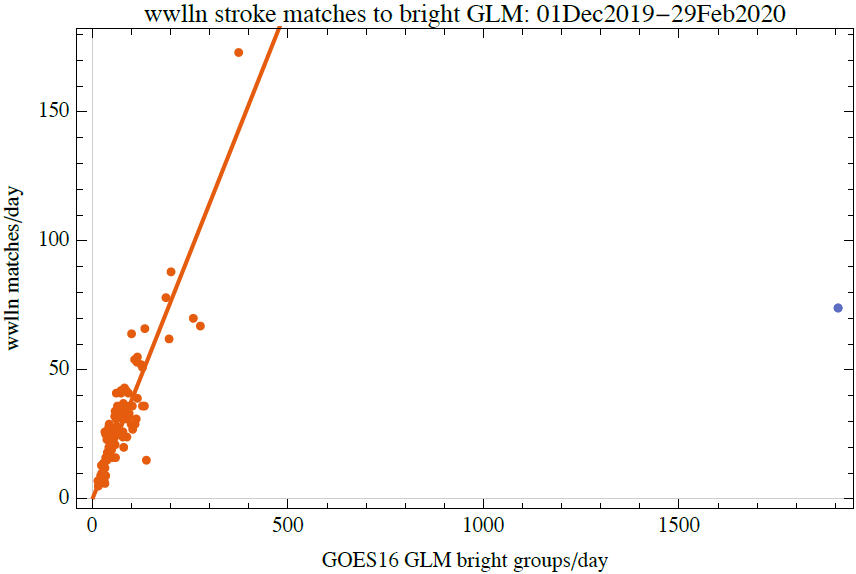 wwlln stroke matches to bright GLM: 01Dec2019−29Feb2020
150
100
50
0
wwlln matches/day
0 500 1000 1500
GOES16 GLM bright groups/day